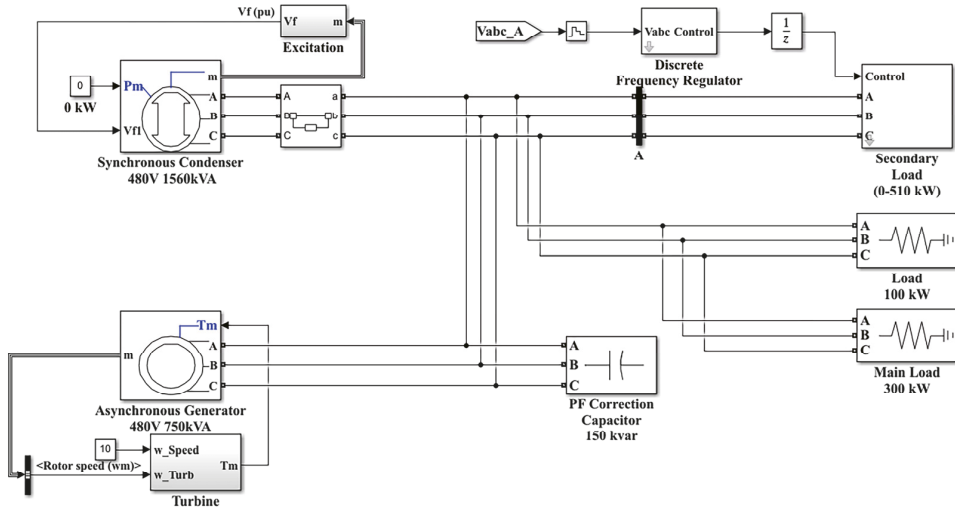 Vf (pu)
Vf
m
Excitation
Vabc_A
Vabc Control
1
z
Discrete
Frequency Regulator
0
0 kW
Pm
Vf1
m
A
B
C
Synchronous Condenser
480V 1560kVA
A
B
C
a
b
c
A
Control
A
B
C
Secondary
Load
(0-510 kW)
A
B
C
Load
100 kW
A
B
C
Main Load
300 kW
Tm
m
A
B
C
Asynchronous Generator
480V 750kVA
A
B
C
PF Correction
Capacitor
150 kvar
10
<Rotor speed (wm)>
w_Speed
w_Turb
Tm
Turbine